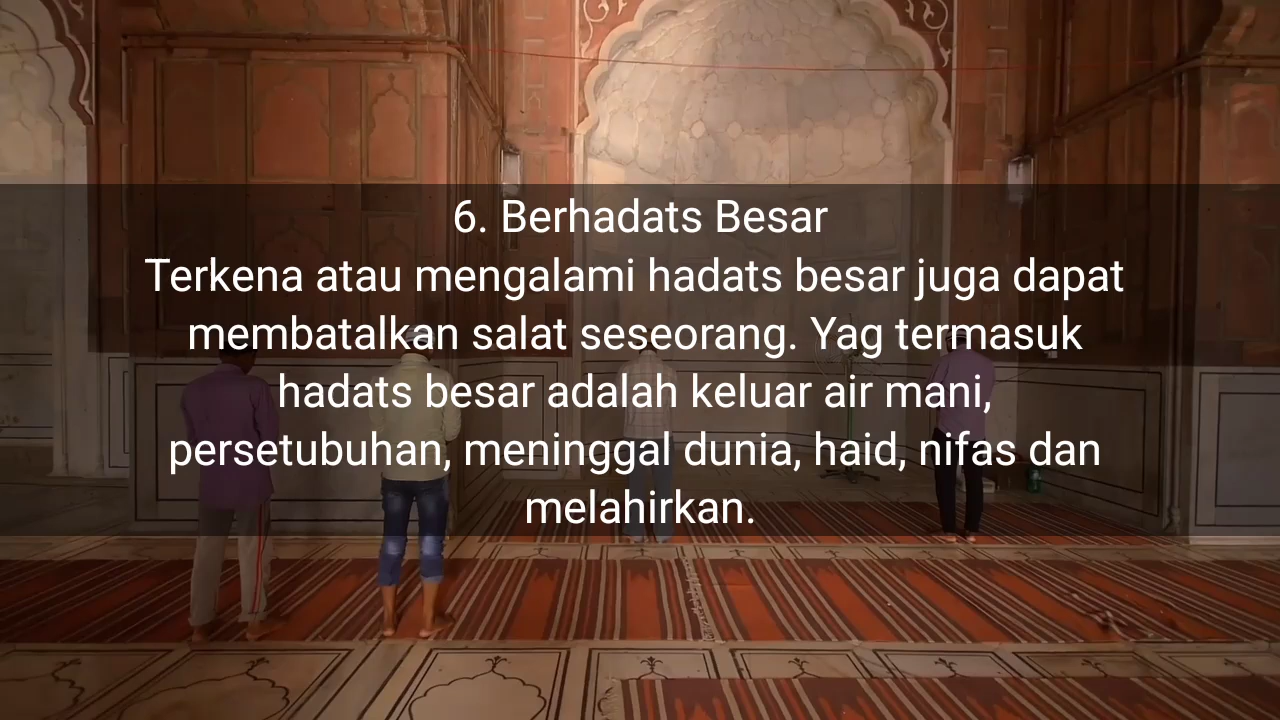 6. Berhadats Besar
Terkena atau mengalami hadats besar juga dapat
membatalkan salat seseorang. Yag termasuk
hadats besar adalah keluar air mani,
persetubuhan, meninggal dunia, haid, nifas dan
melahirkan.